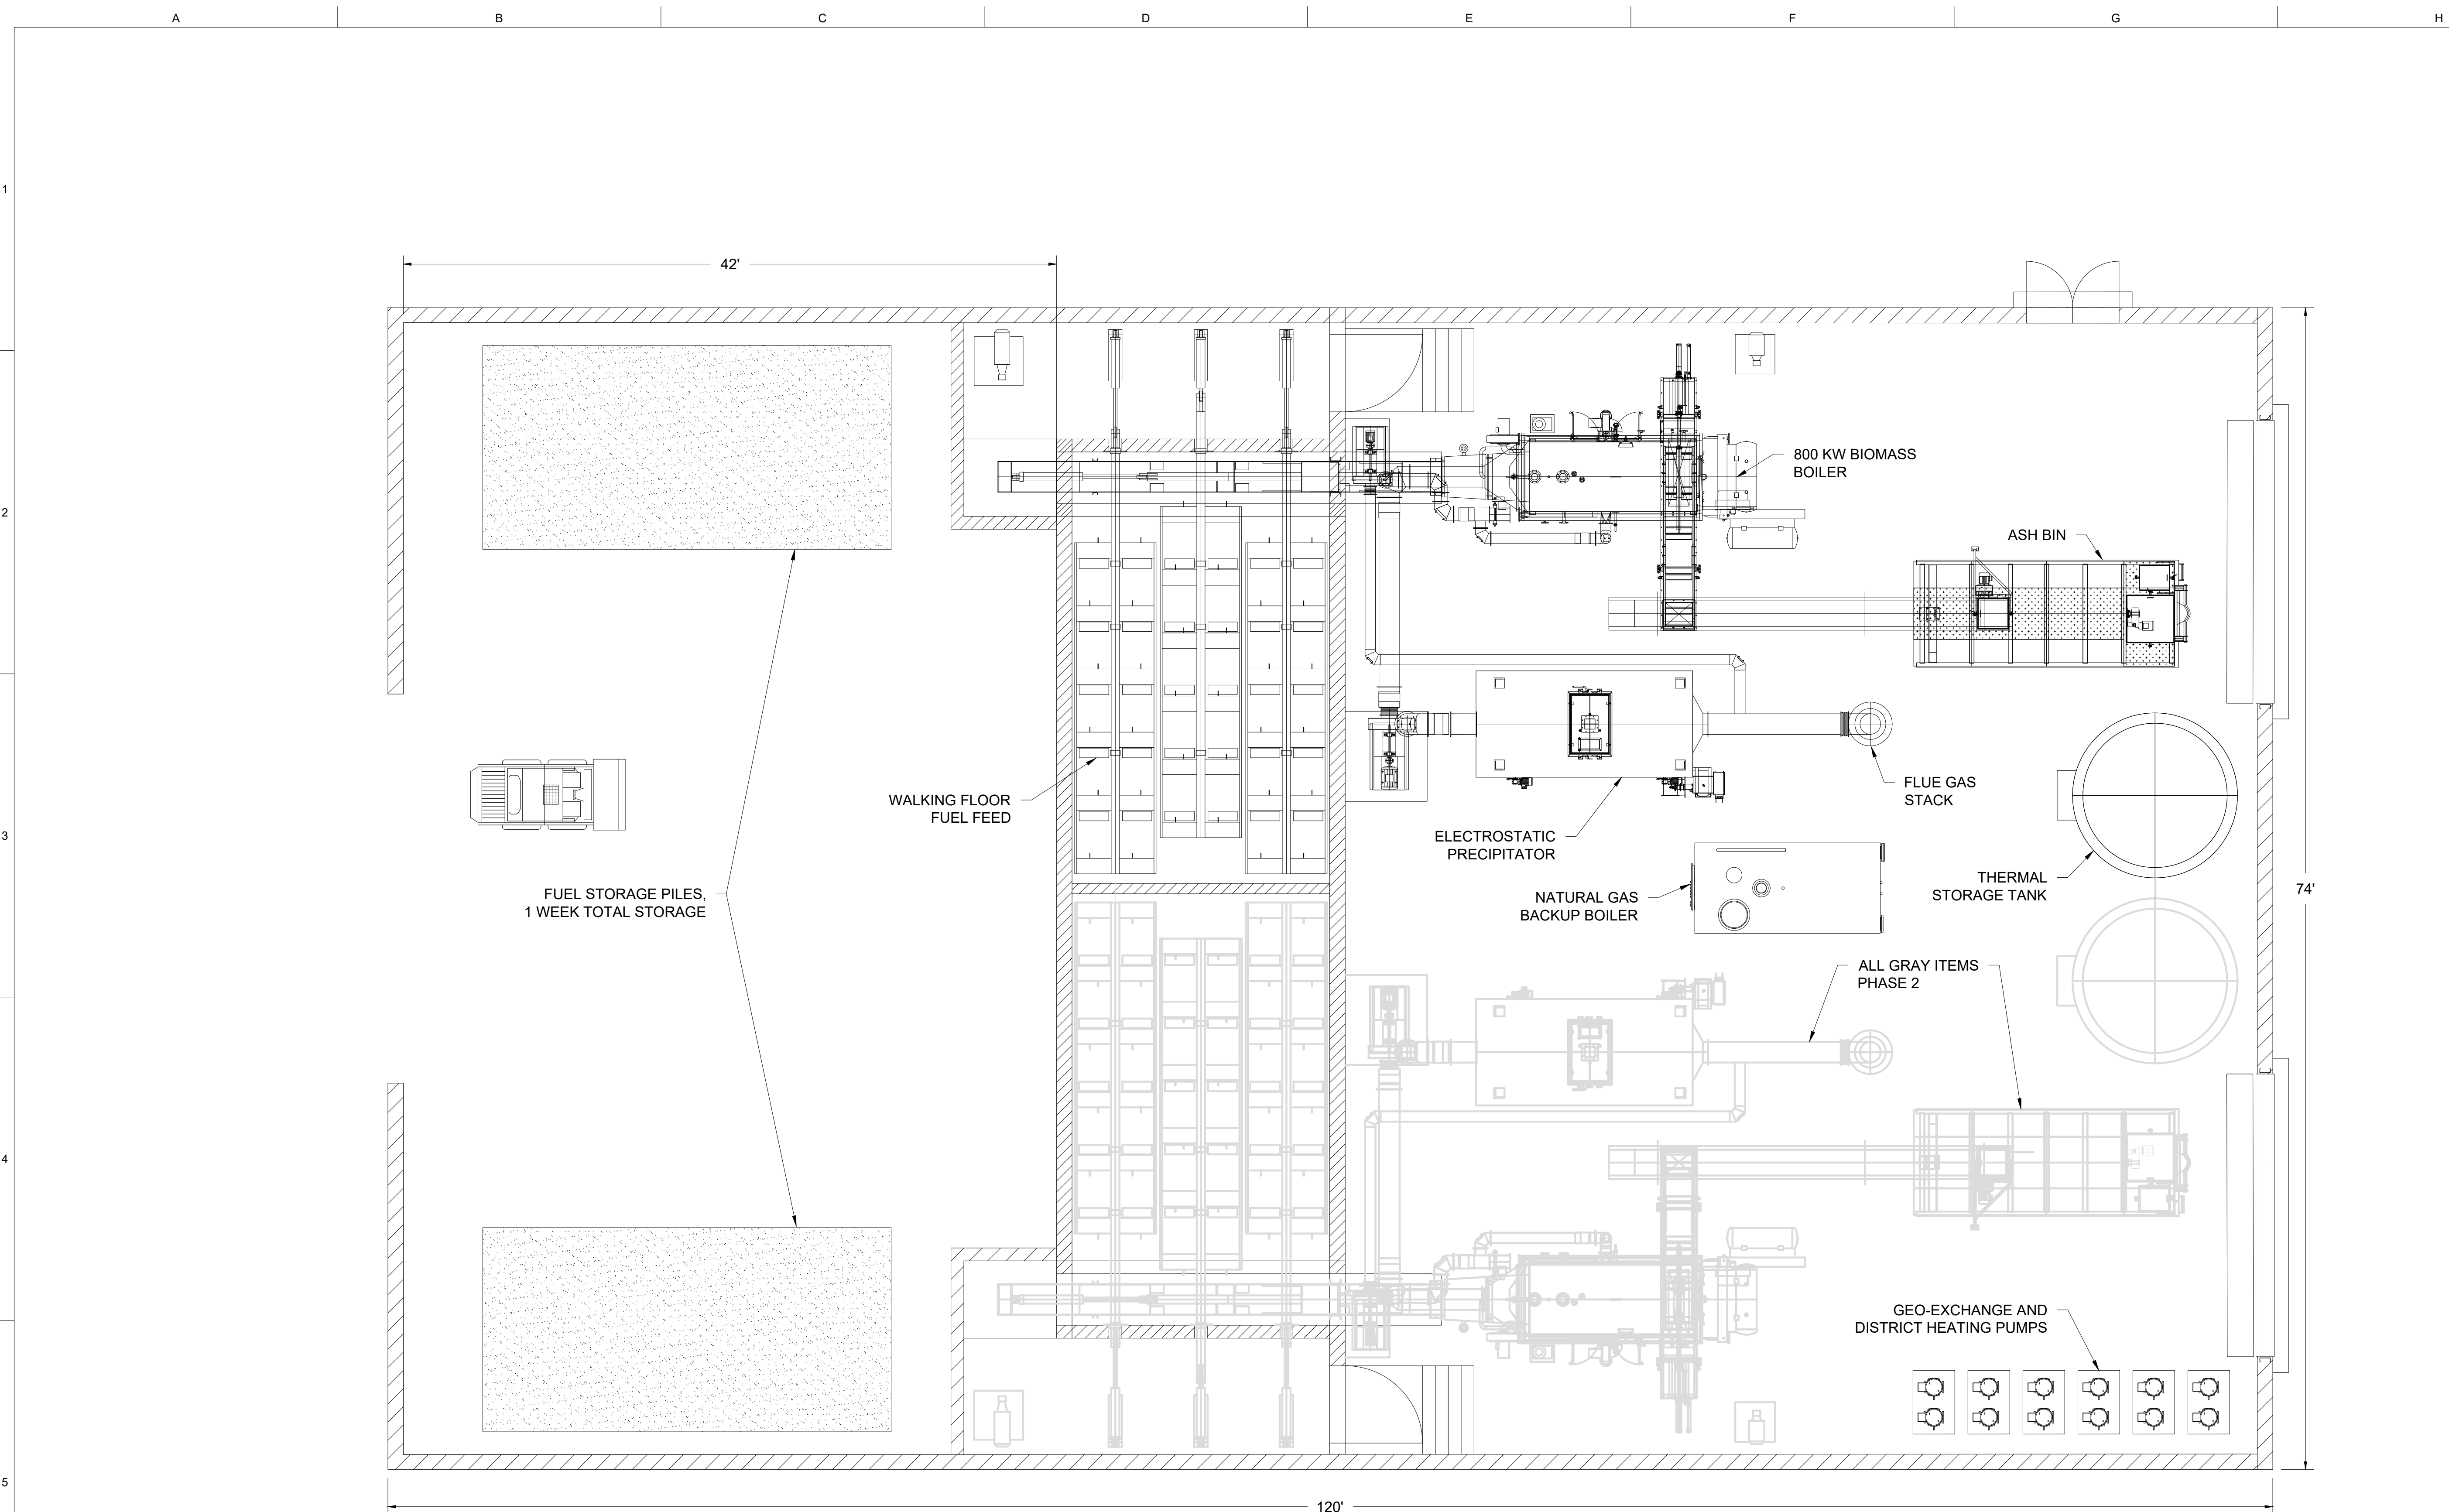 A B C D E F G H
1
42'
800 KW BIOMASS
BOILER
2
ASH BIN
WALKING FLOOR
FUEL FEED
FLUE GAS
STACK
3
ELECTROSTATIC
PRECIPITATOR
THERMAL
STORAGE TANK
74'
FUEL STORAGE PILES,
1 WEEK TOTAL STORAGE
NATURAL GAS
BACKUP BOILER
ALL GRAY ITEMS
PHASE 2
4
GEO-EXCHANGE AND
DISTRICT HEATING PUMPS
5
120'